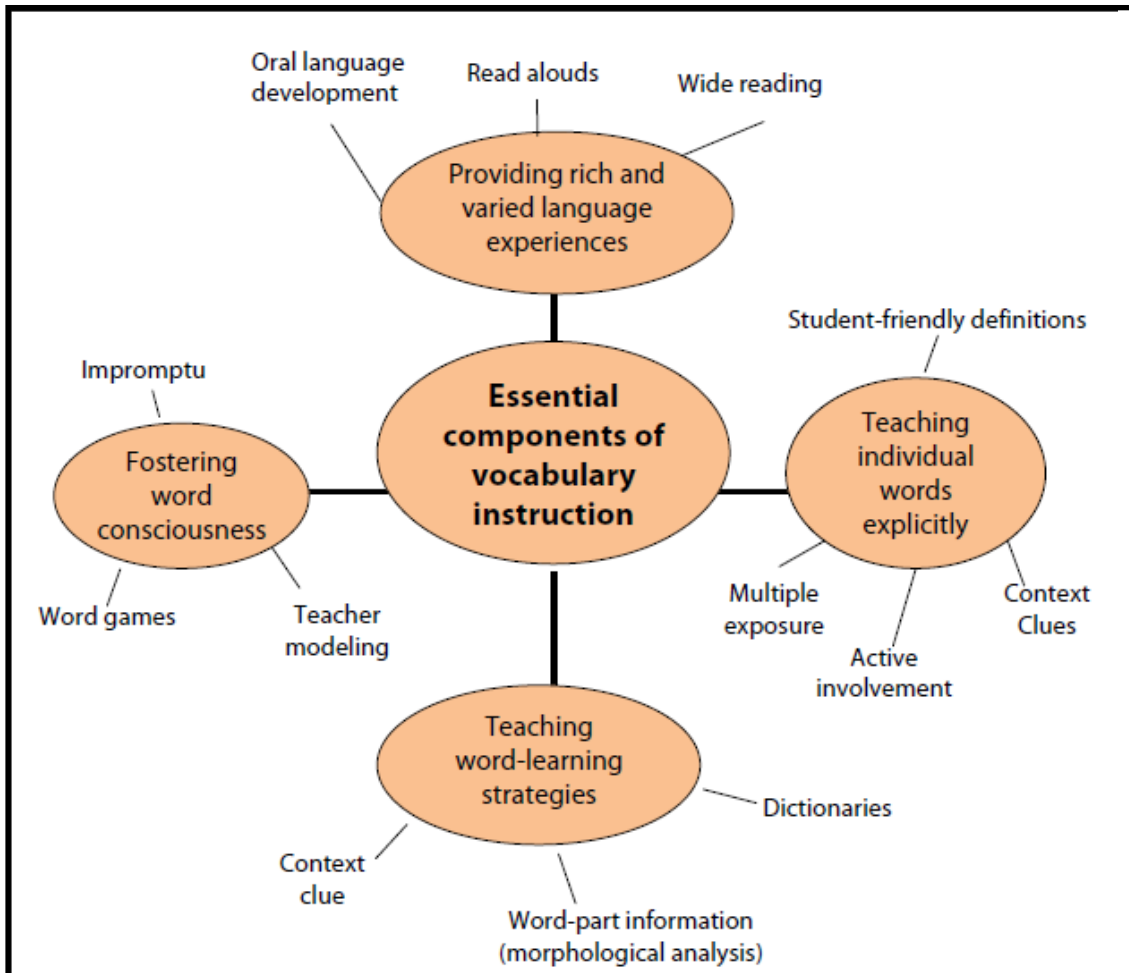 Oral language
development
Read alouds
Wide reading
Providing rich and
varied language
experiences
Student-friendly definitions
Impromptu
Essential
components of
vocabulary
instruction
Teaching
individual
words
explicitly
Fostering
word
consciousness
Word games
Teacher
modeling
Multiple
exposure
Active
involvement
Context
Clues
Teaching
word-learning
strategies
Dictionaries
Context
clue
Word-part information
(morphological analysis)